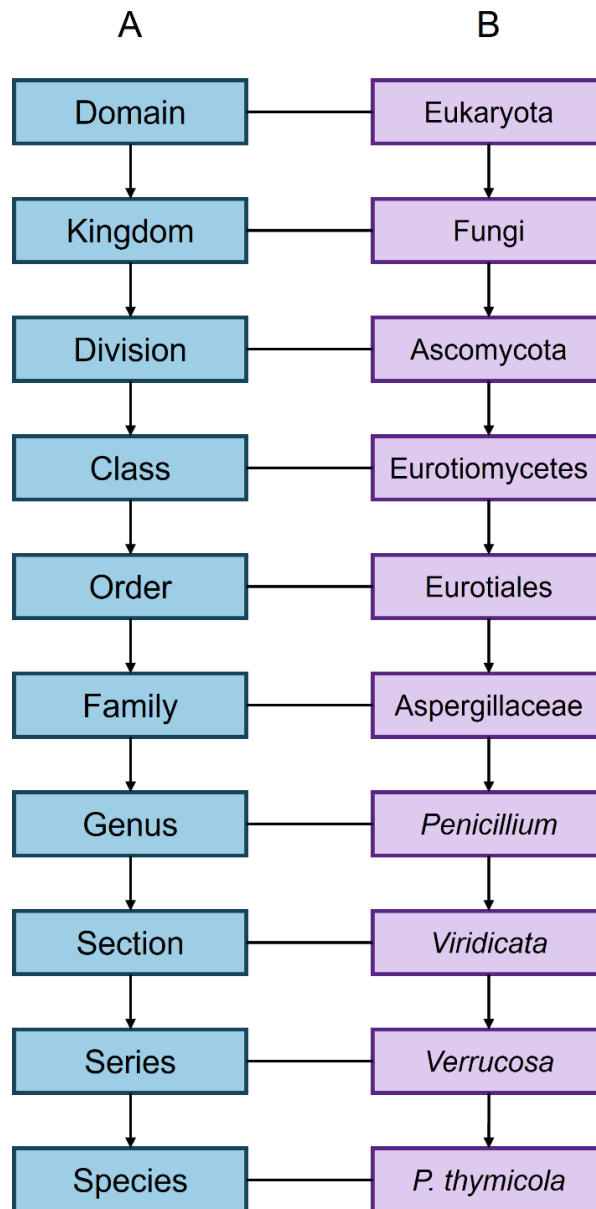 A B
Domain Eukaryota
Kingdom Fungi
Division Ascomycota
Class Eurotiomycetes
Order Eurotiales
Family Aspergillaceae
Genus Penicillium
Section Viridicata
Series Verrucosa
Species P. thymicola